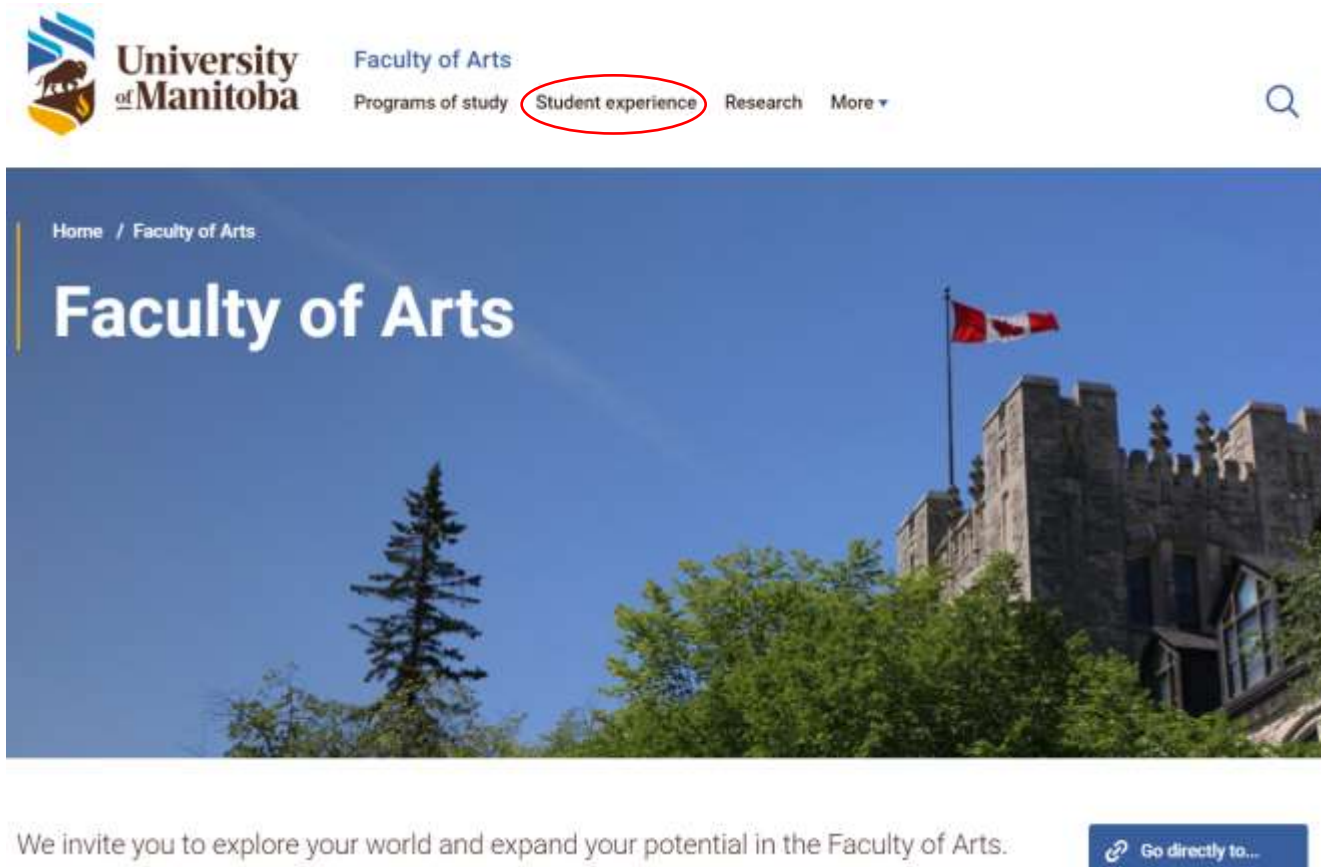 University
of Manitoba
Faculty of Arts
Programs of study Student experience Research More
Home / Faculty of Arts
Faculty of Arts
We invite you to explore your world and expand your potential in the Faculty of Arts.
Go directly to...